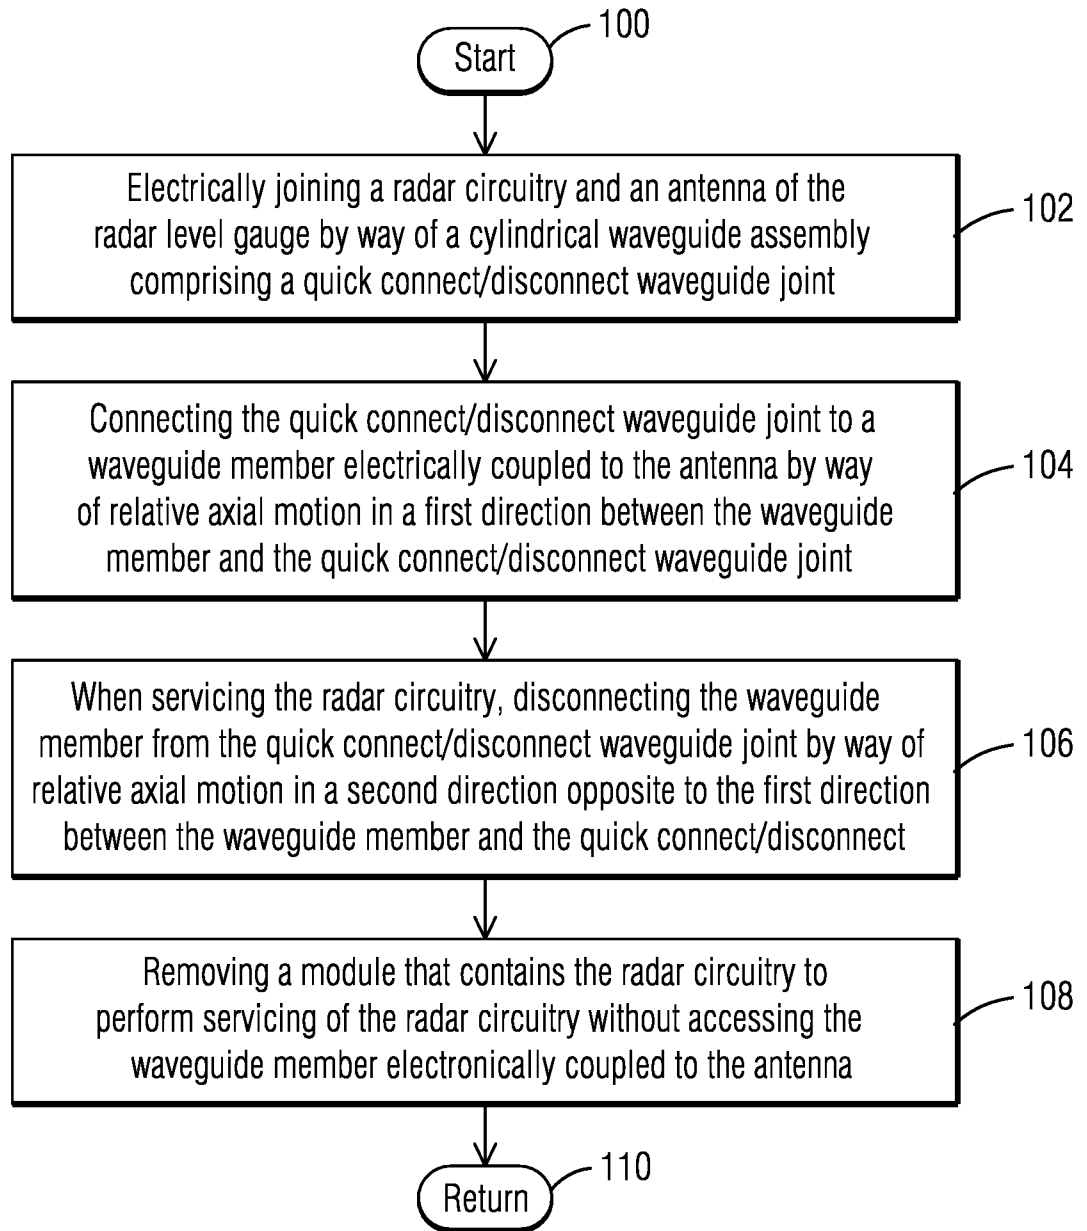 100
Start
Electrically joining a radar circuitry and an antenna of the
radar level gauge by way of a cylindrical waveguide assembly
comprising a quick connect/disconnect waveguide joint
102
Connecting the quick connect/disconnect waveguide joint to a
waveguide member electrically coupled to the antenna by way
of relative axial motion in a first direction between the waveguide
member and the quick connect/disconnect waveguide joint
104
When servicing the radar circuitry, disconnecting the waveguide
member from the quick connect/disconnect waveguide joint by way of
relative axial motion in a second direction opposite to the first direction
between the waveguide member and the quick connect/disconnect
106
Removing a module that contains the radar circuitry to
perform servicing of the radar circuitry without accessing the
waveguide member electronically coupled to the antenna
108
110
Return